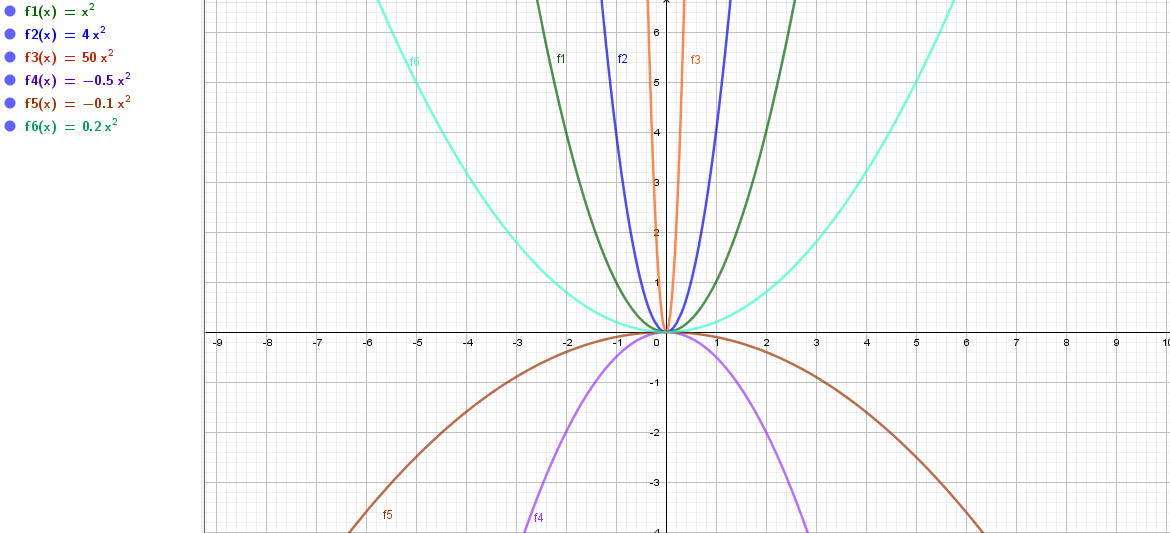 f1(x) = x²
f2(x) = 4 x²
f3(x) = 50 x²
f4(x) = −0.5 x²
f5(x) = −0.1 x²
f6(x) = 0.2 x²
6
f6
f1
f2
f3
5
4
3
2
1
-9 -8 -7 -6 -5 -4 -3 -2 -1 0 1 2 3 4 5 6 7 8 9 10
-1
-2
-3
f5
f4
-4